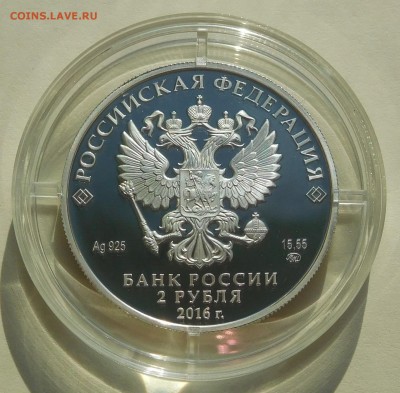 COINS.LAVE.RU
РОССИЙСКАЯ ФЕДЕРАЦИЯ
Ag 925
15,55
БАНК РОССИИ
2 РУБЛЯ
2016 г.